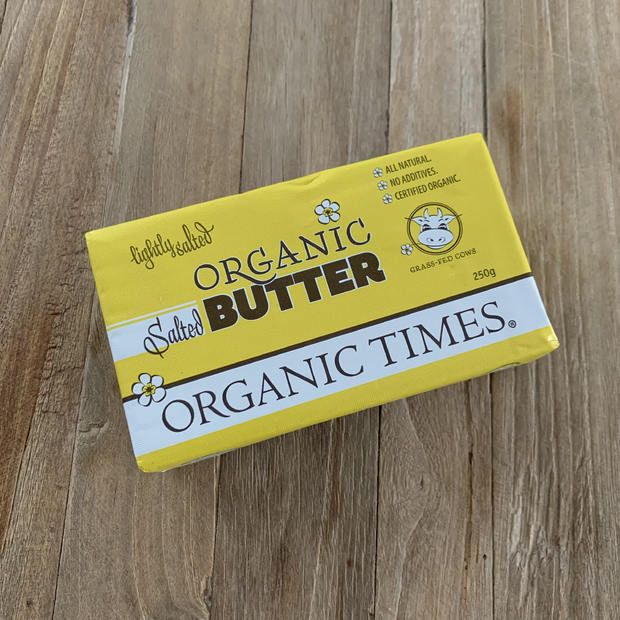 lightly salted
ALL NATURAL.
NO ADDITIVES.
CERTIFIED ORGANIC.
ORGANIC
Salted BUTTER
GRASS-FED COWS
250g
ORGANIC TIMES®